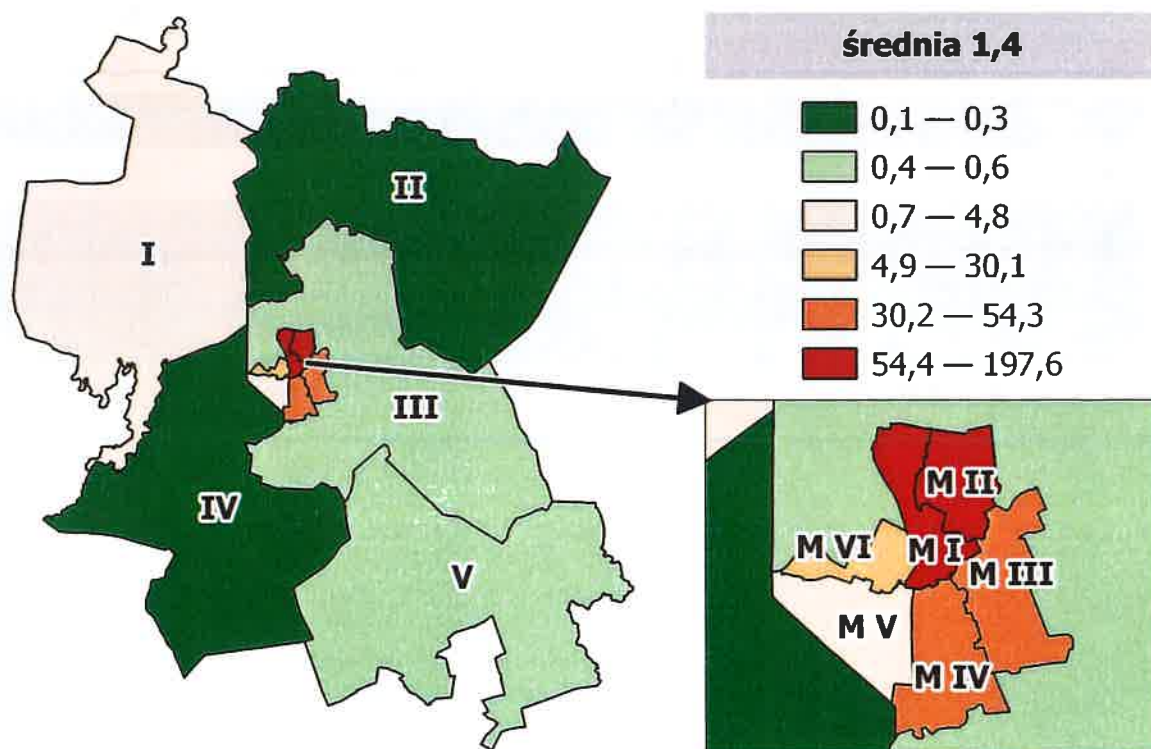 średnia 1,4
0,1 — 0,3
0,4 — 0,6
0,7 — 4,8
4,9 — 30,1
30,2 — 54,3
54,4 — 197,6
I
II
III
IV
V
M II
M VI
M I
M III
M V
M IV